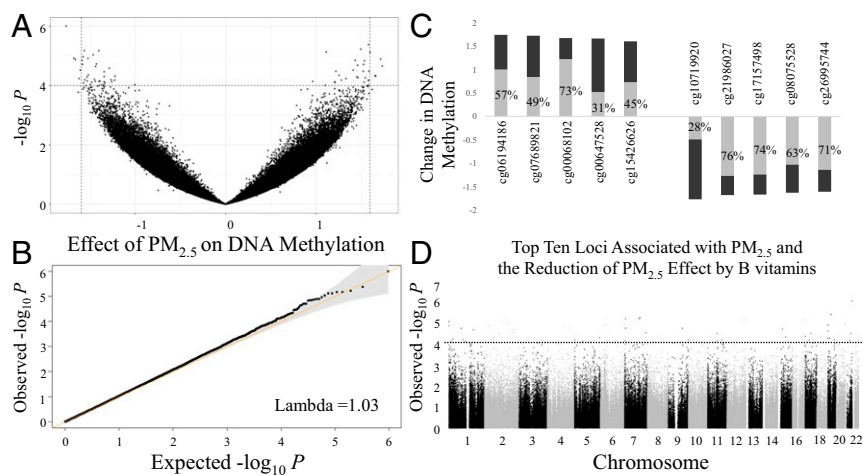 A
6
4
2
0
-log10 P
-1
0
1
Effect of PM2.5 on DNA Methylation
B
6
5
4
3
2
1
0
Observed -log10 P
Lambda =1.03
0
1
2
3
4
5
6
Expected -log10 P
C
2
1.5
1
0.5
0
-0.5
-1
-1.5
-2
Change in DNA
Methylation
57%
49%
73%
31%
45%
cg06194186
cg07689821
cg00068102
cg00647528
cg15426626
cg10719920
cg21986027
cg17157498
cg08075528
cg26995744
28%
76%
74%
63%
71%
Top Ten Loci Associated with PM2.5 and
the Reduction of PM2.5 Effect by B vitamins
D
7
6
5
4
3
2
1
0
Observed -log10 P
1
2
3
4
5
6
7
8
9
10
11
12
13
14
16
18
20
22
Chromosome